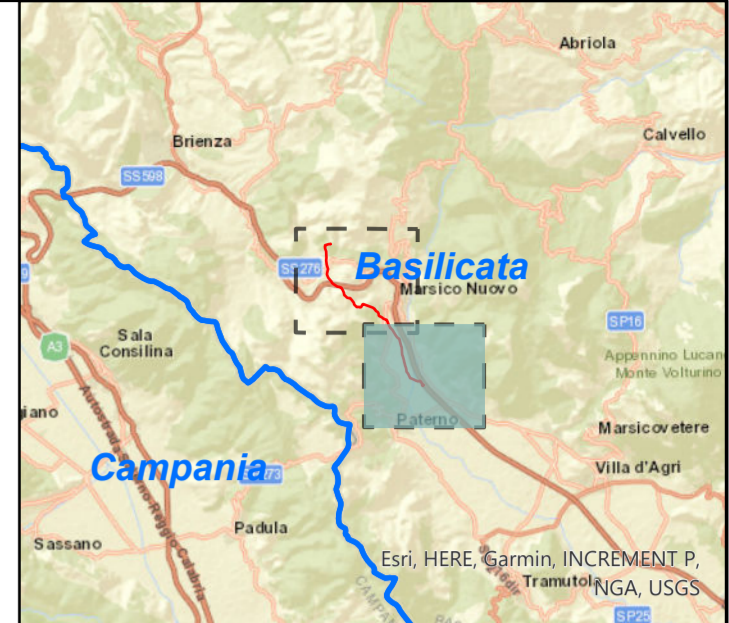 Abriola
Brienza
Calvello
SS598
SS276
Basilicata
Marsico Nuovo
SP16
Sala
Consilina
A3
Appennino Lucan
Monte Volturino
Paterno
Marsicovetere
Villa d'Agri
Campania
Padula
Sassano
Esri, HERE, Garmin, INCREMENT P,
NGA, USGS
Tramutola
SP25